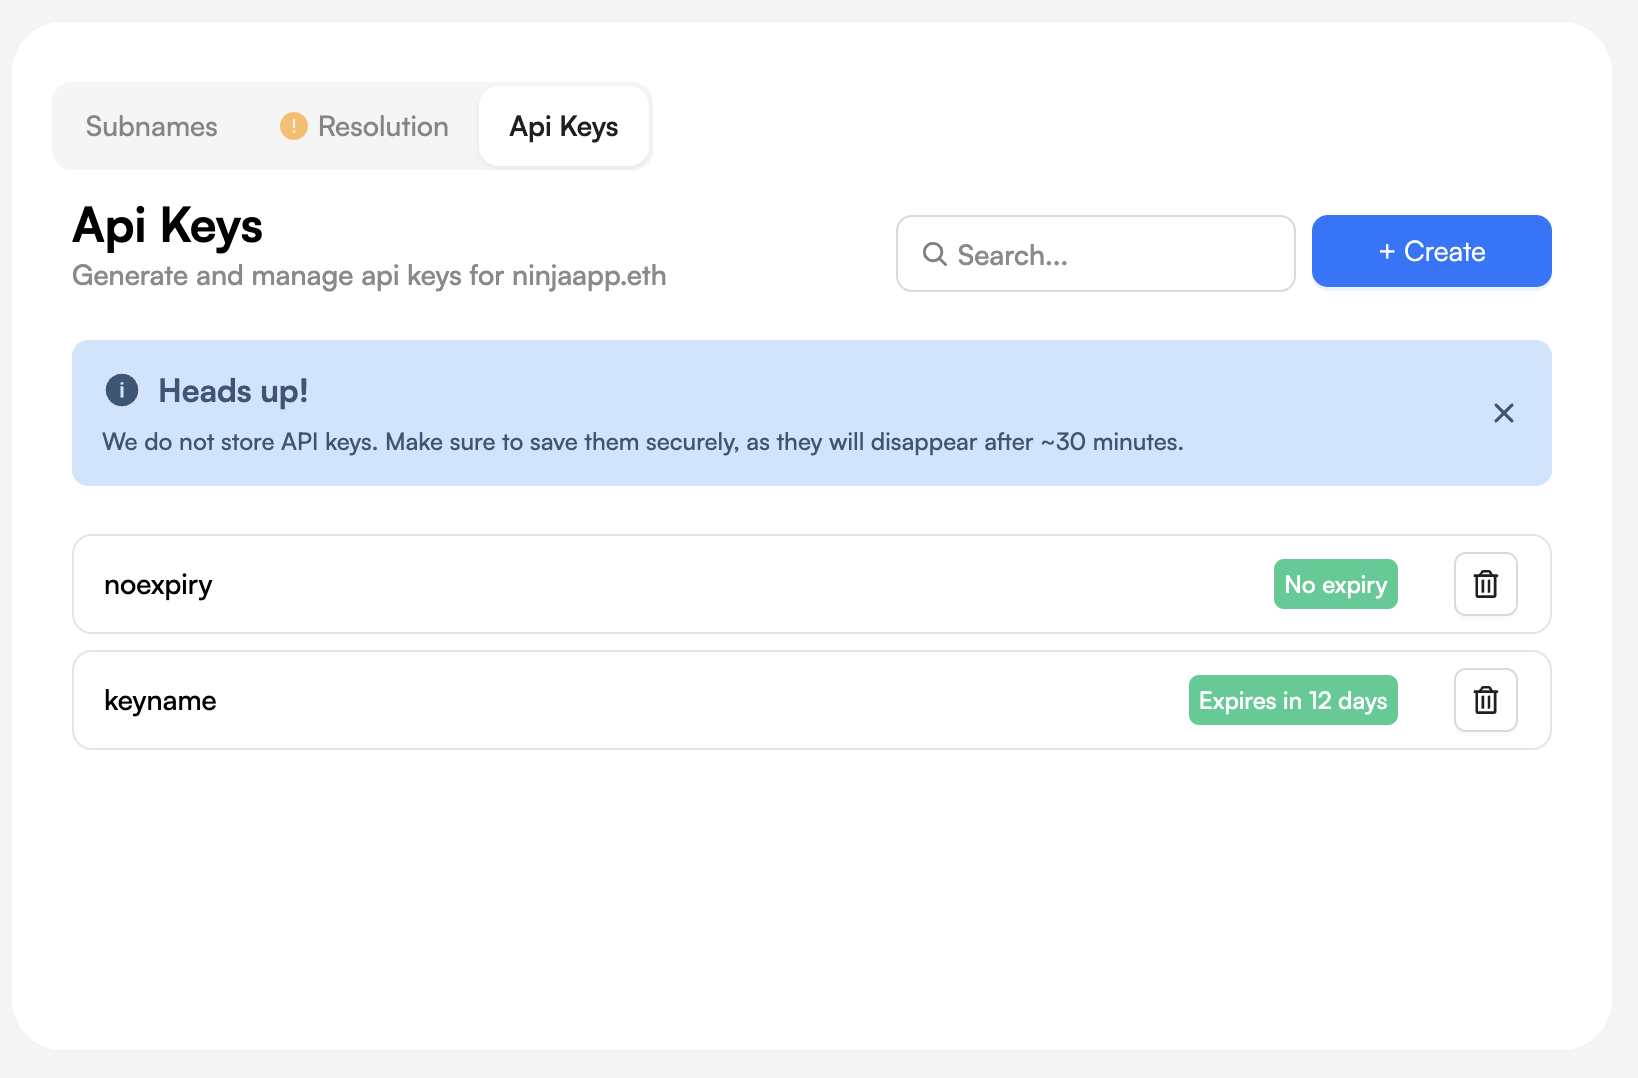 Subnames
! Resolution
Api Keys
Api Keys
Generate and manage api keys for ninjaapp.eth
Search...
+ Create
i Heads up!
We do not store API keys. Make sure to save them securely, as they will disappear after ~30 minutes.
noexpiry
No expiry
keyname
Expires in 12 days